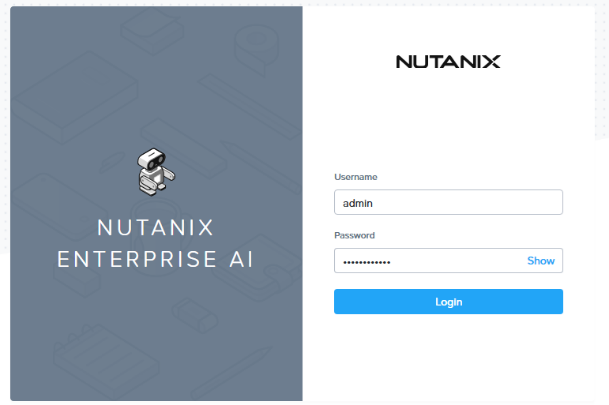 NUTANIX
ENTERPRISE AI
NUTANIX
Username
admin
Password
••••••••••••
Show
Login